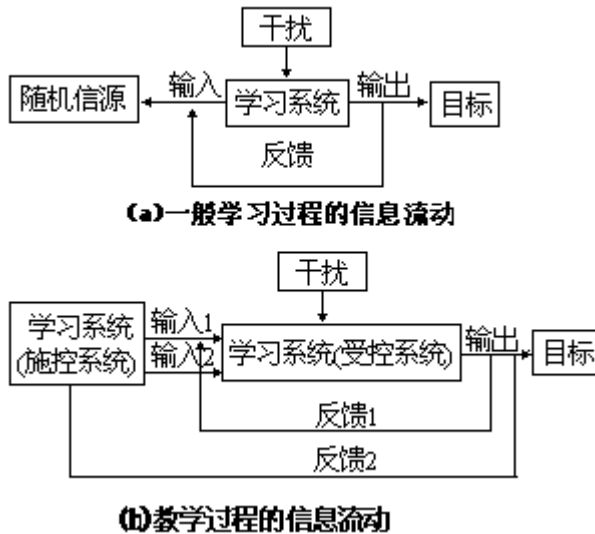 干扰
随机信源
输入
学习系统
输出
目标
反馈
(a)一般学习过程的信息流动
干扰
学习系统
(施控系统)
输入1
输入2
学习系统(受控系统)
输出
目标
反馈1
反馈2
(b)教学过程的信息流动